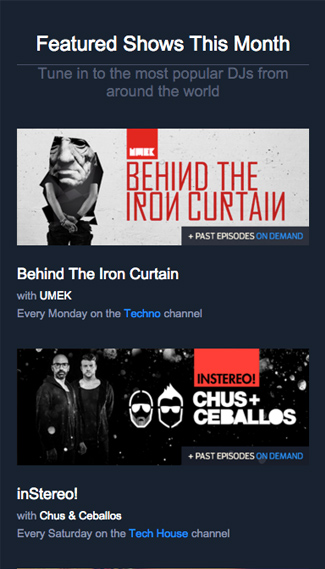 Featured Shows This Month
Tune in to the most popular DJs from
around the world
UMEK
BEHIND THE
IRON CURTAIN
+ PAST EPISODES ON DEMAND
Behind The Iron Curtain
with UMEK
Every Monday on the Techno channel
INSTEREO!
CHUS+
CEBALLOS
+ PAST EPISODES ON DEMAND
inStereo!
with Chus & Ceballos
Every Saturday on the Tech House channel